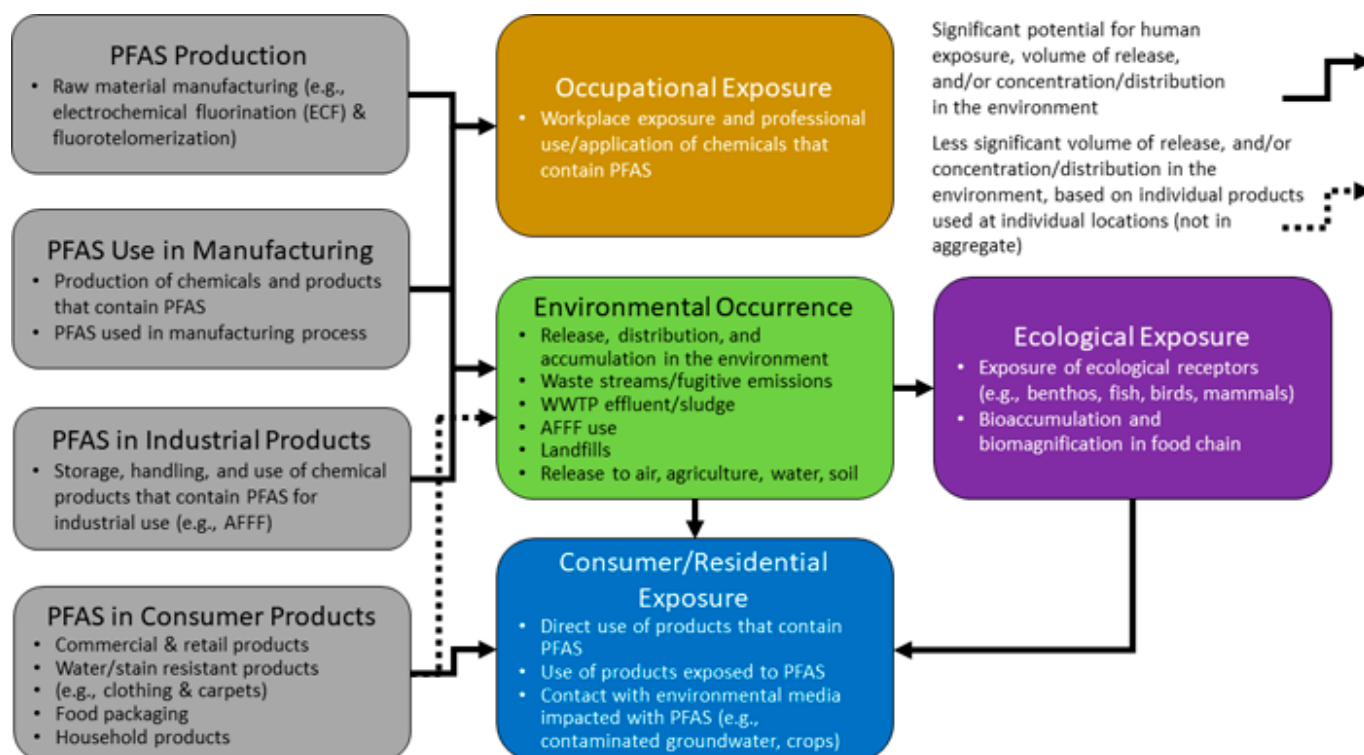 PFAS Production
• Raw material manufacturing (e.g.,
electrochemical fluorination (ECF) &
fluorotelomerization)
Occupational Exposure
• Workplace exposure and professional
use/application of chemicals that
contain PFAS
Significant potential for human
exposure, volume of release,
and/or concentration/distribution
in the environment
Less significant volume of release, and/or
concentration/distribution in the
environment, based on individual products
used at individual locations (not in
aggregate)
PFAS Use in Manufacturing
• Production of chemicals and products
that contain PFAS
• PFAS used in manufacturing process
Environmental Occurrence
• Release, distribution, and
accumulation in the environment
• Waste streams/fugitive emissions
• WWTP effluent/sludge
• AFFF use
• Landfills
• Release to air, agriculture, water, soil
Ecological Exposure
• Exposure of ecological receptors
(e.g., benthos, fish, birds, mammals)
• Bioaccumulation and
biomagnification in food chain
PFAS in Industrial Products
• Storage, handling, and use of chemical
products that contain PFAS for
industrial use (e.g., AFFF)
PFAS in Consumer Products
• Commercial & retail products
• Water/stain resistant products
• (e.g., clothing & carpets)
• Food packaging
• Household products
Consumer/Residential
Exposure
• Direct use of products that contain
PFAS
• Use of products exposed to PFAS
• Contact with environmental media
impacted with PFAS (e.g.,
contaminated groundwater, crops)